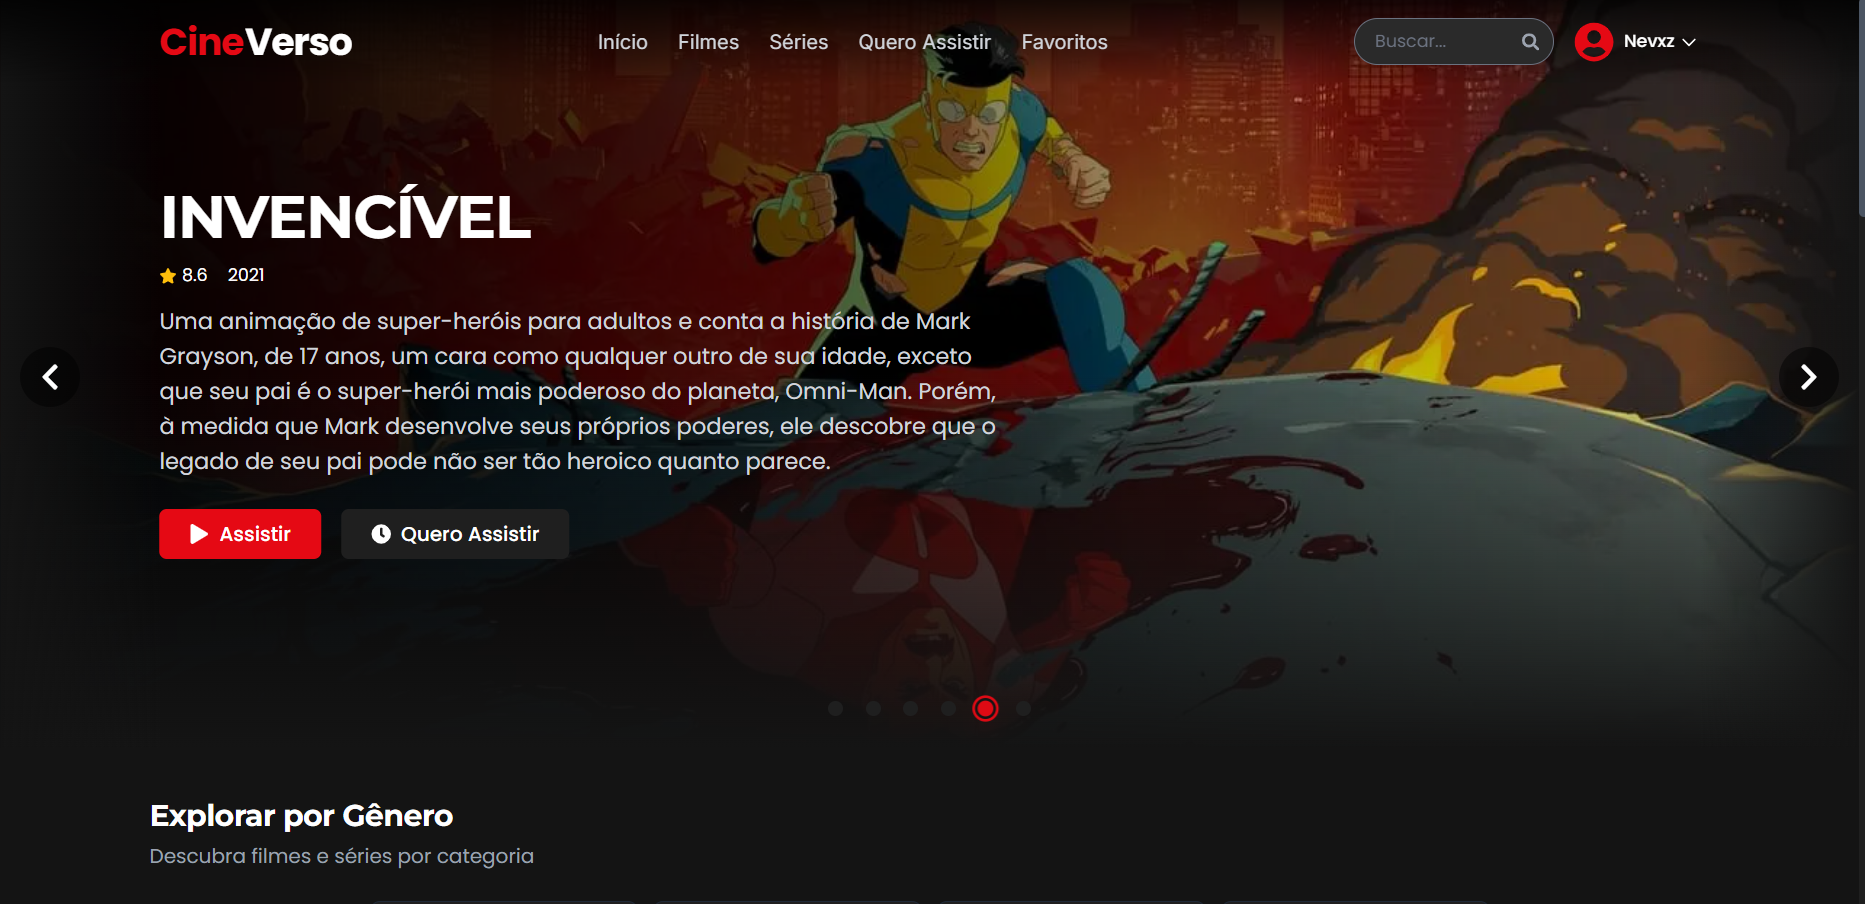 CineVerso
Início Filmes Séries Quero Assistir Favoritos
Buscar...
Nevxz
INVENCÍVEL
8.6 2021
Uma animação de super-heróis para adultos e conta a história de Mark
Grayson, de 17 anos, um cara como qualquer outro de sua idade, exceto
que seu pai é o super-herói mais poderoso do planeta, Omni-Man. Porém,
à medida que Mark desenvolve seus próprios poderes, ele descobre que o
legado de seu pai pode não ser tão heroico quanto parece.
Assistir
Quero Assistir
Explorar por Gênero
Descubra filmes e séries por categoria